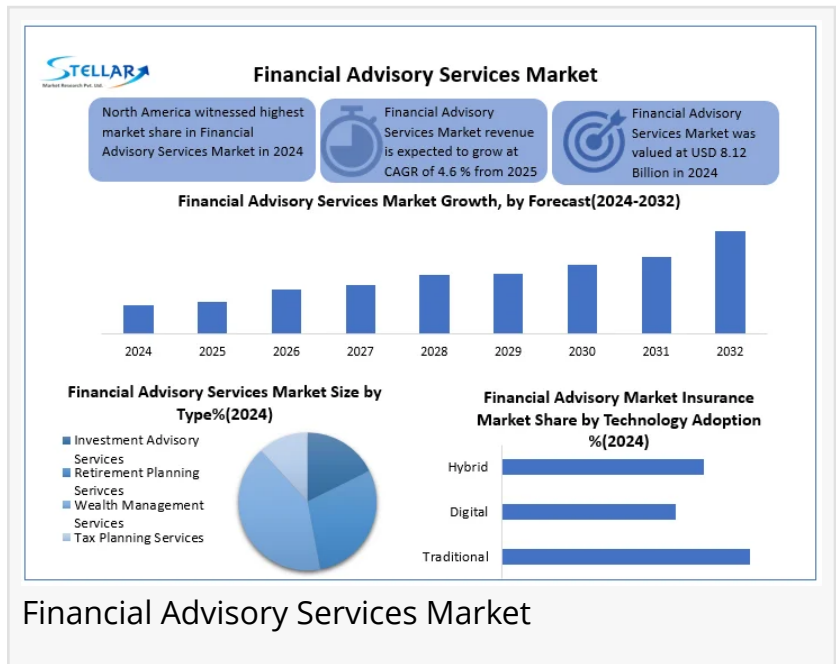 STELLAR
Market Research Pvt. Ltd.
Financial Advisory Services Market
North America witnessed highest
market share in Financial
Advisory Services Market in 2024
Financial Advisory
Services Market revenue
is expected to grow at
CAGR of 4.6 % from 2025
Financial Advisory
Services Market was
valued at USD 8.12
Billion in 2024
Financial Advisory Services Market Growth, by Forecast(2024-2032)
2024 2025 2026 2027 2028 2029 2030 2031 2032
Financial Advisory Services Market Size by
Type%(2024)
Investment Advisory
Services
Retirement Planning
Serivces
Wealth Management
Services
Tax Planning Services
Financial Advisory Market Insurance
Market Share by Technology Adoption
%(2024)
Hybrid
Digital
Traditional
Financial Advisory Services Market